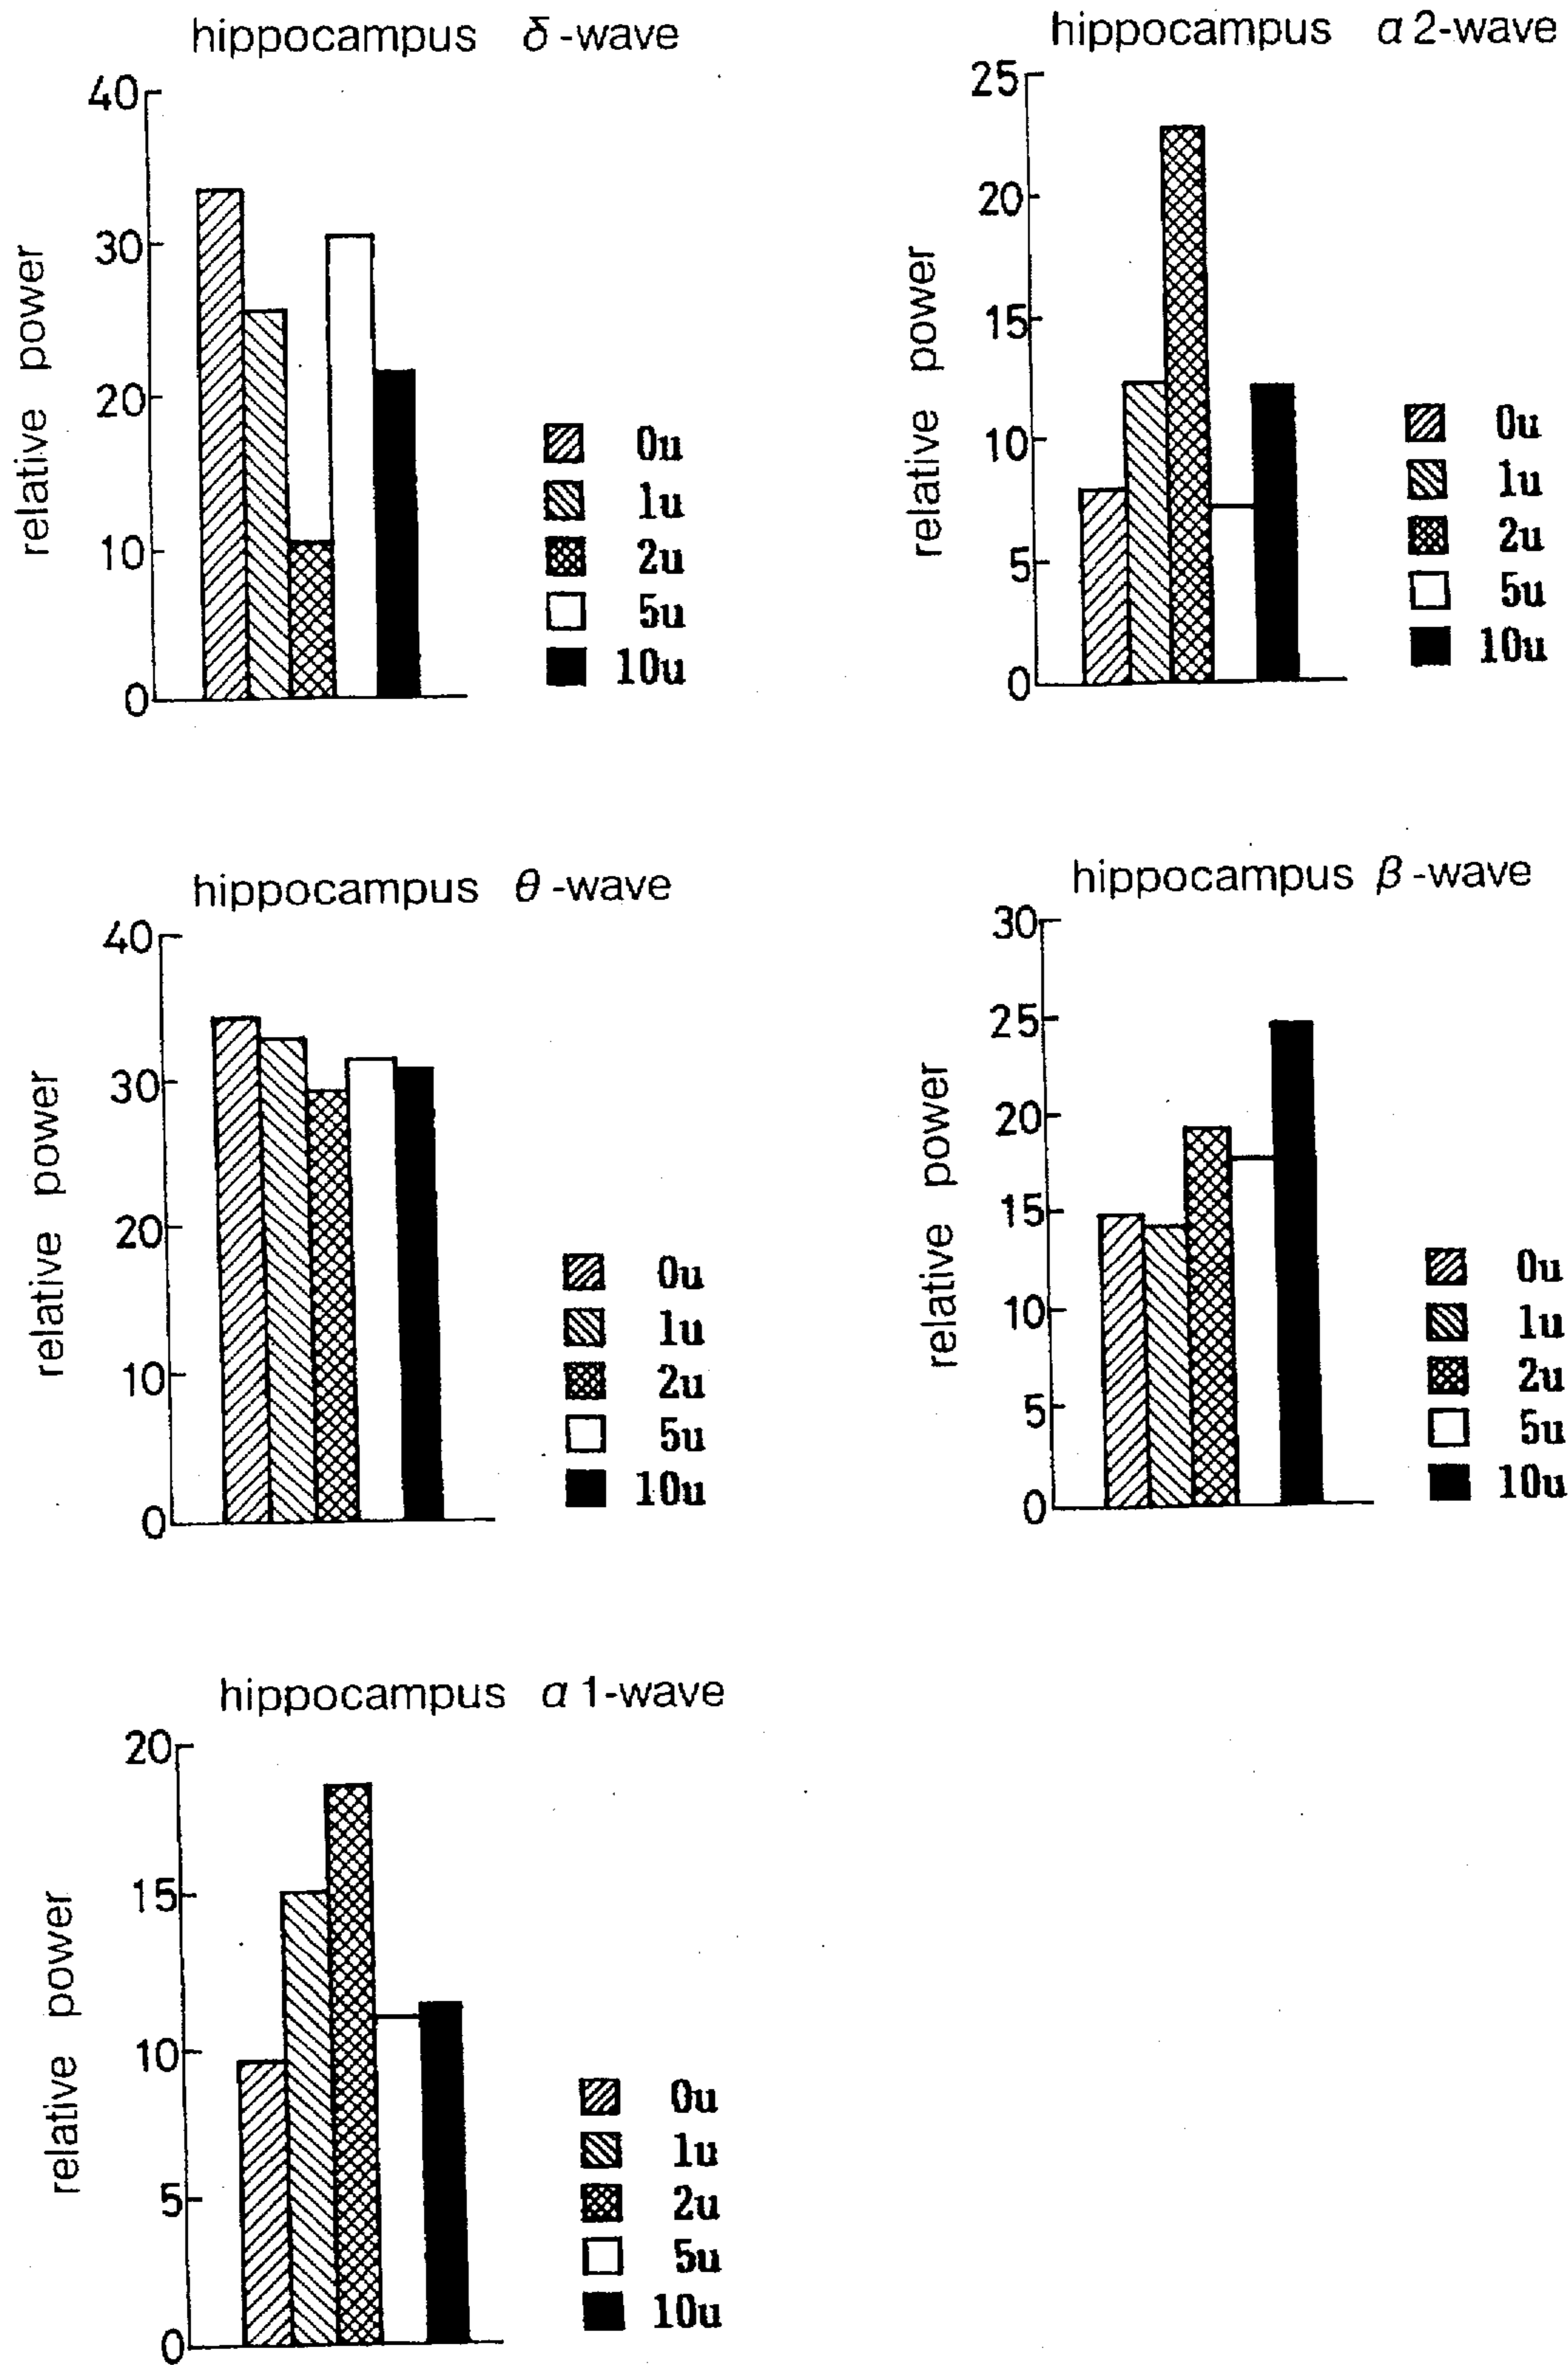 hippocampus δ-wave
40
30
20
10
0
relative power
0u
1u
2u
5u
10u
hippocampus α2-wave
25
20
15
10
5
0
relative power
0u
1u
2u
5u
10u
hippocampus θ-wave
40
30
20
10
0
relative power
0u
1u
2u
5u
10u
hippocampus β-wave
30
25
20
15
10
5
0
relative power
0u
1u
2u
5u
10u
hippocampus α1-wave
20
15
10
5
0
relative power
0u
1u
2u
5u
10u